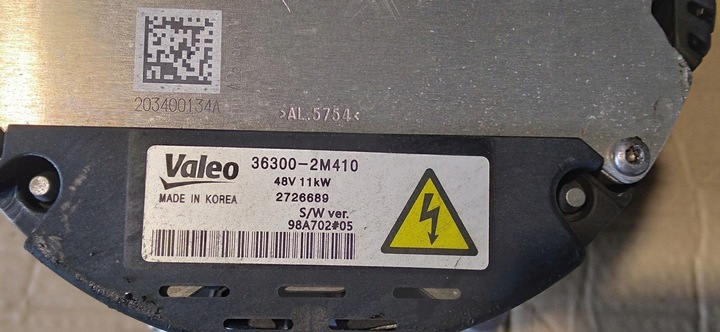 203400134A
>AL.5754<
Valeo
36300-2M410
48V 11kW
MADE IN KOREA
2726689
S/W ver.
98A702#05